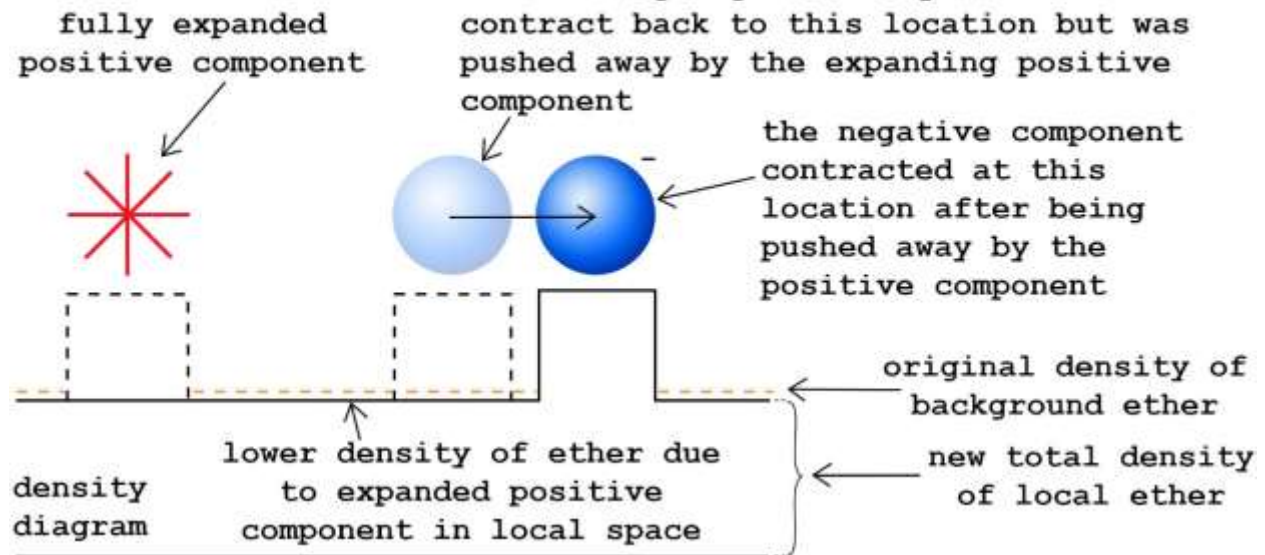 fully expanded
positive component
contract back to this location but was
pushed away by the expanding positive
component
the negative component
contracted at this
location after being
pushed away by the
positive component
-
original density of
background ether
lower density of ether due
to expanded positive
component in local space
new total density
of local ether
density
diagram